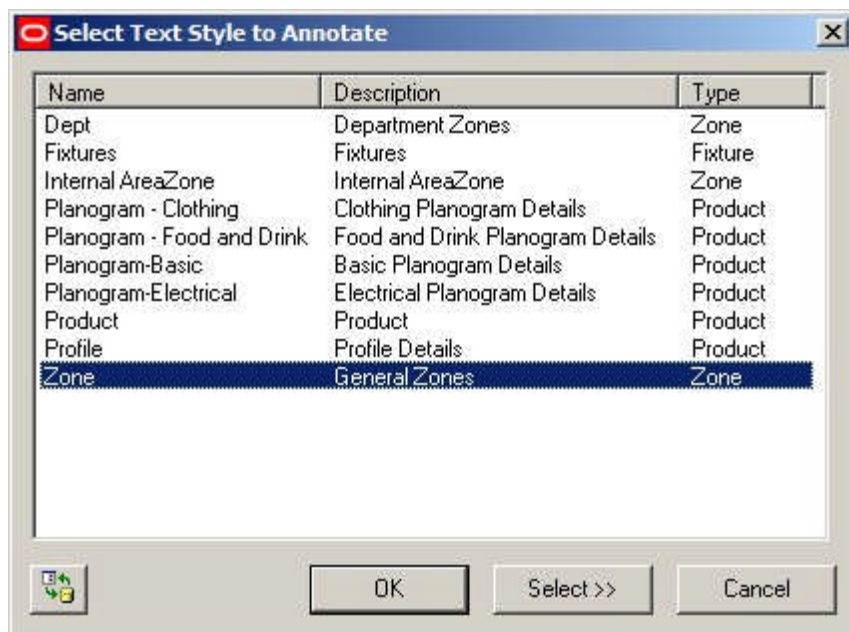 Select Text Style to Annotate
Name Description Type
Dept Department Zones Zone
Fixtures Fixtures Fixture
Internal AreaZone Internal AreaZone Zone
Planogram - Clothing Clothing Planogram Details Product
Planogram - Food and Drink Food and Drink Planogram Details Product
Planogram-Basic Basic Planogram Details Product
Planogram-Electrical Electrical Planogram Details Product
Product Product Product
Profile Profile Details Product
Zone General Zones Zone
OK Select >> Cancel